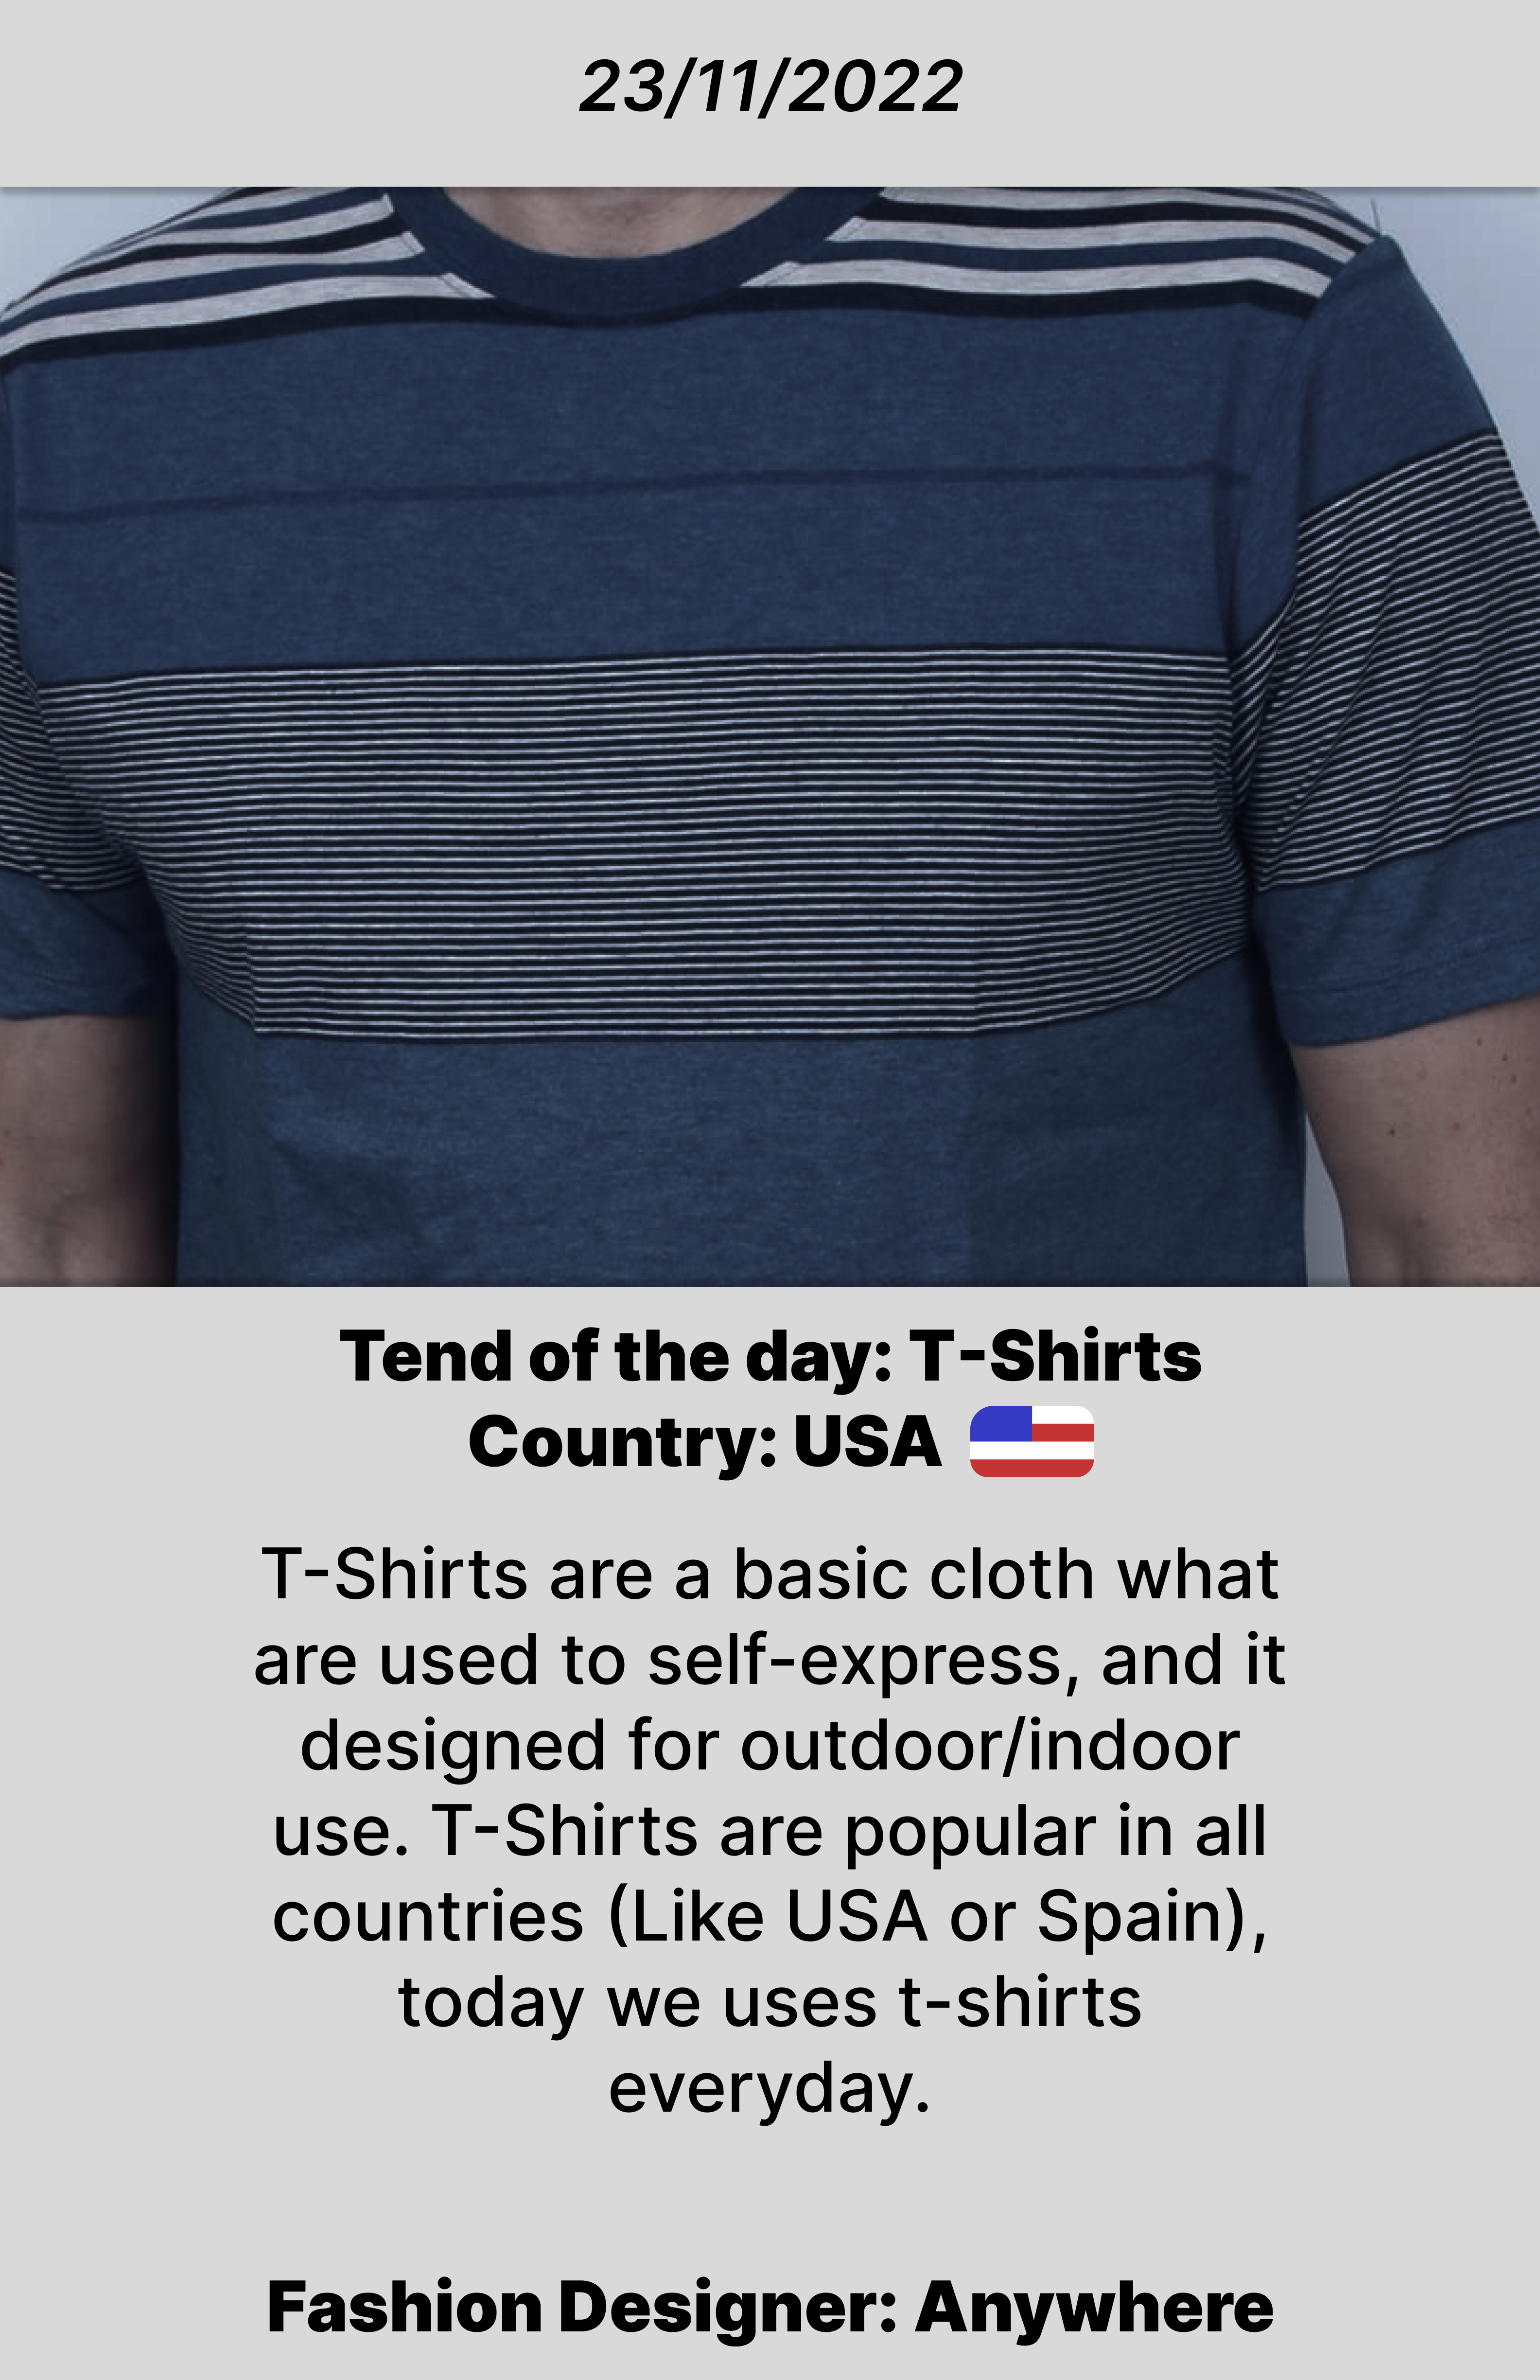 23/11/2022
Tend of the day: T-Shirts
Country: USA
T-Shirts are a basic cloth what
are used to self-express, and it
designed for outdoor/indoor
use. T-Shirts are popular in all
countries (Like USA or Spain),
today we uses t-shirts
everyday.
Fashion Designer: Anywhere